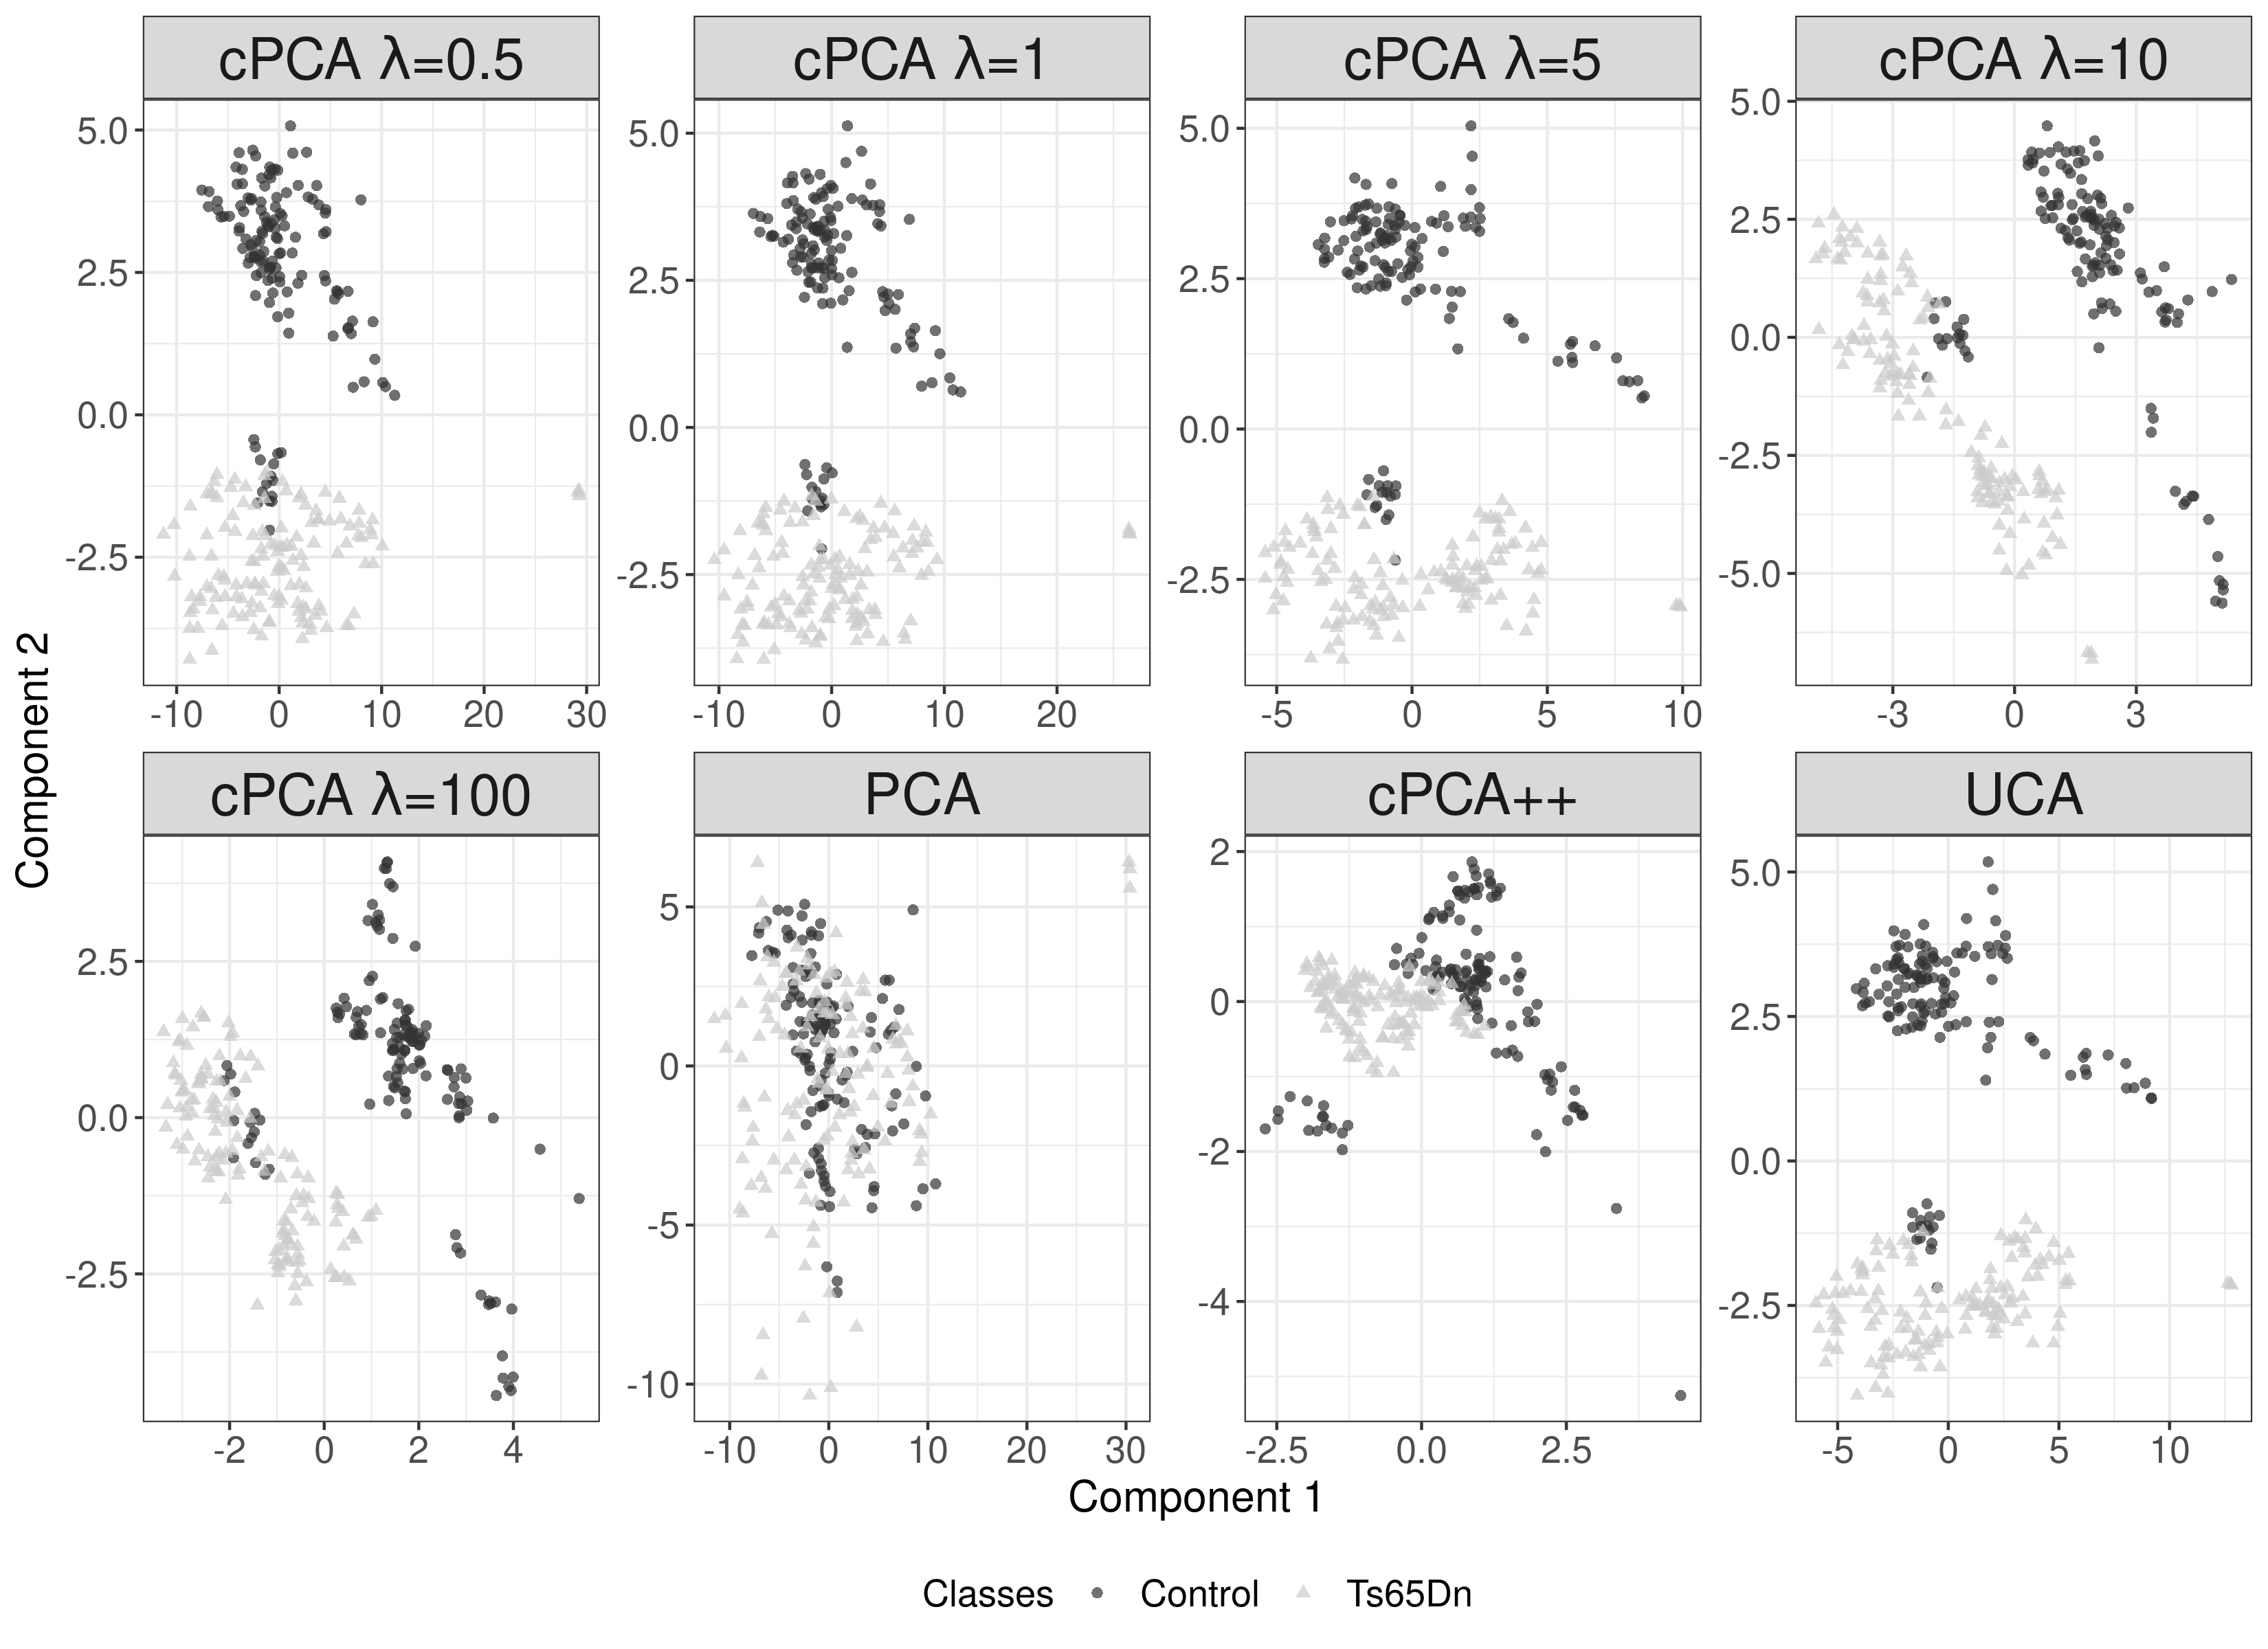 cPCA λ=0.5 cPCA λ=1 cPCA λ=5 cPCA λ=10
5.0 2.5 0.0 -2.5
5.0 2.5 0.0 -2.5
5.0 2.5 0.0 -2.5
5.0 2.5 0.0 -2.5 -5.0
-10 0 10 20 30
-10 0 10 20
-5 0 5 10
-3 0 3
Component 2
cPCA λ=100 PCA cPCA++ UCA
2.5 0.0 -2.5
5 0 -5 -10
2 0 -2 -4
5.0 2.5 0.0 -2.5
-2 0 2 4
-10 0 10 20 30
-2.5 0.0 2.5
-5 0 5 10
Component 1
Classes Control Ts65Dn